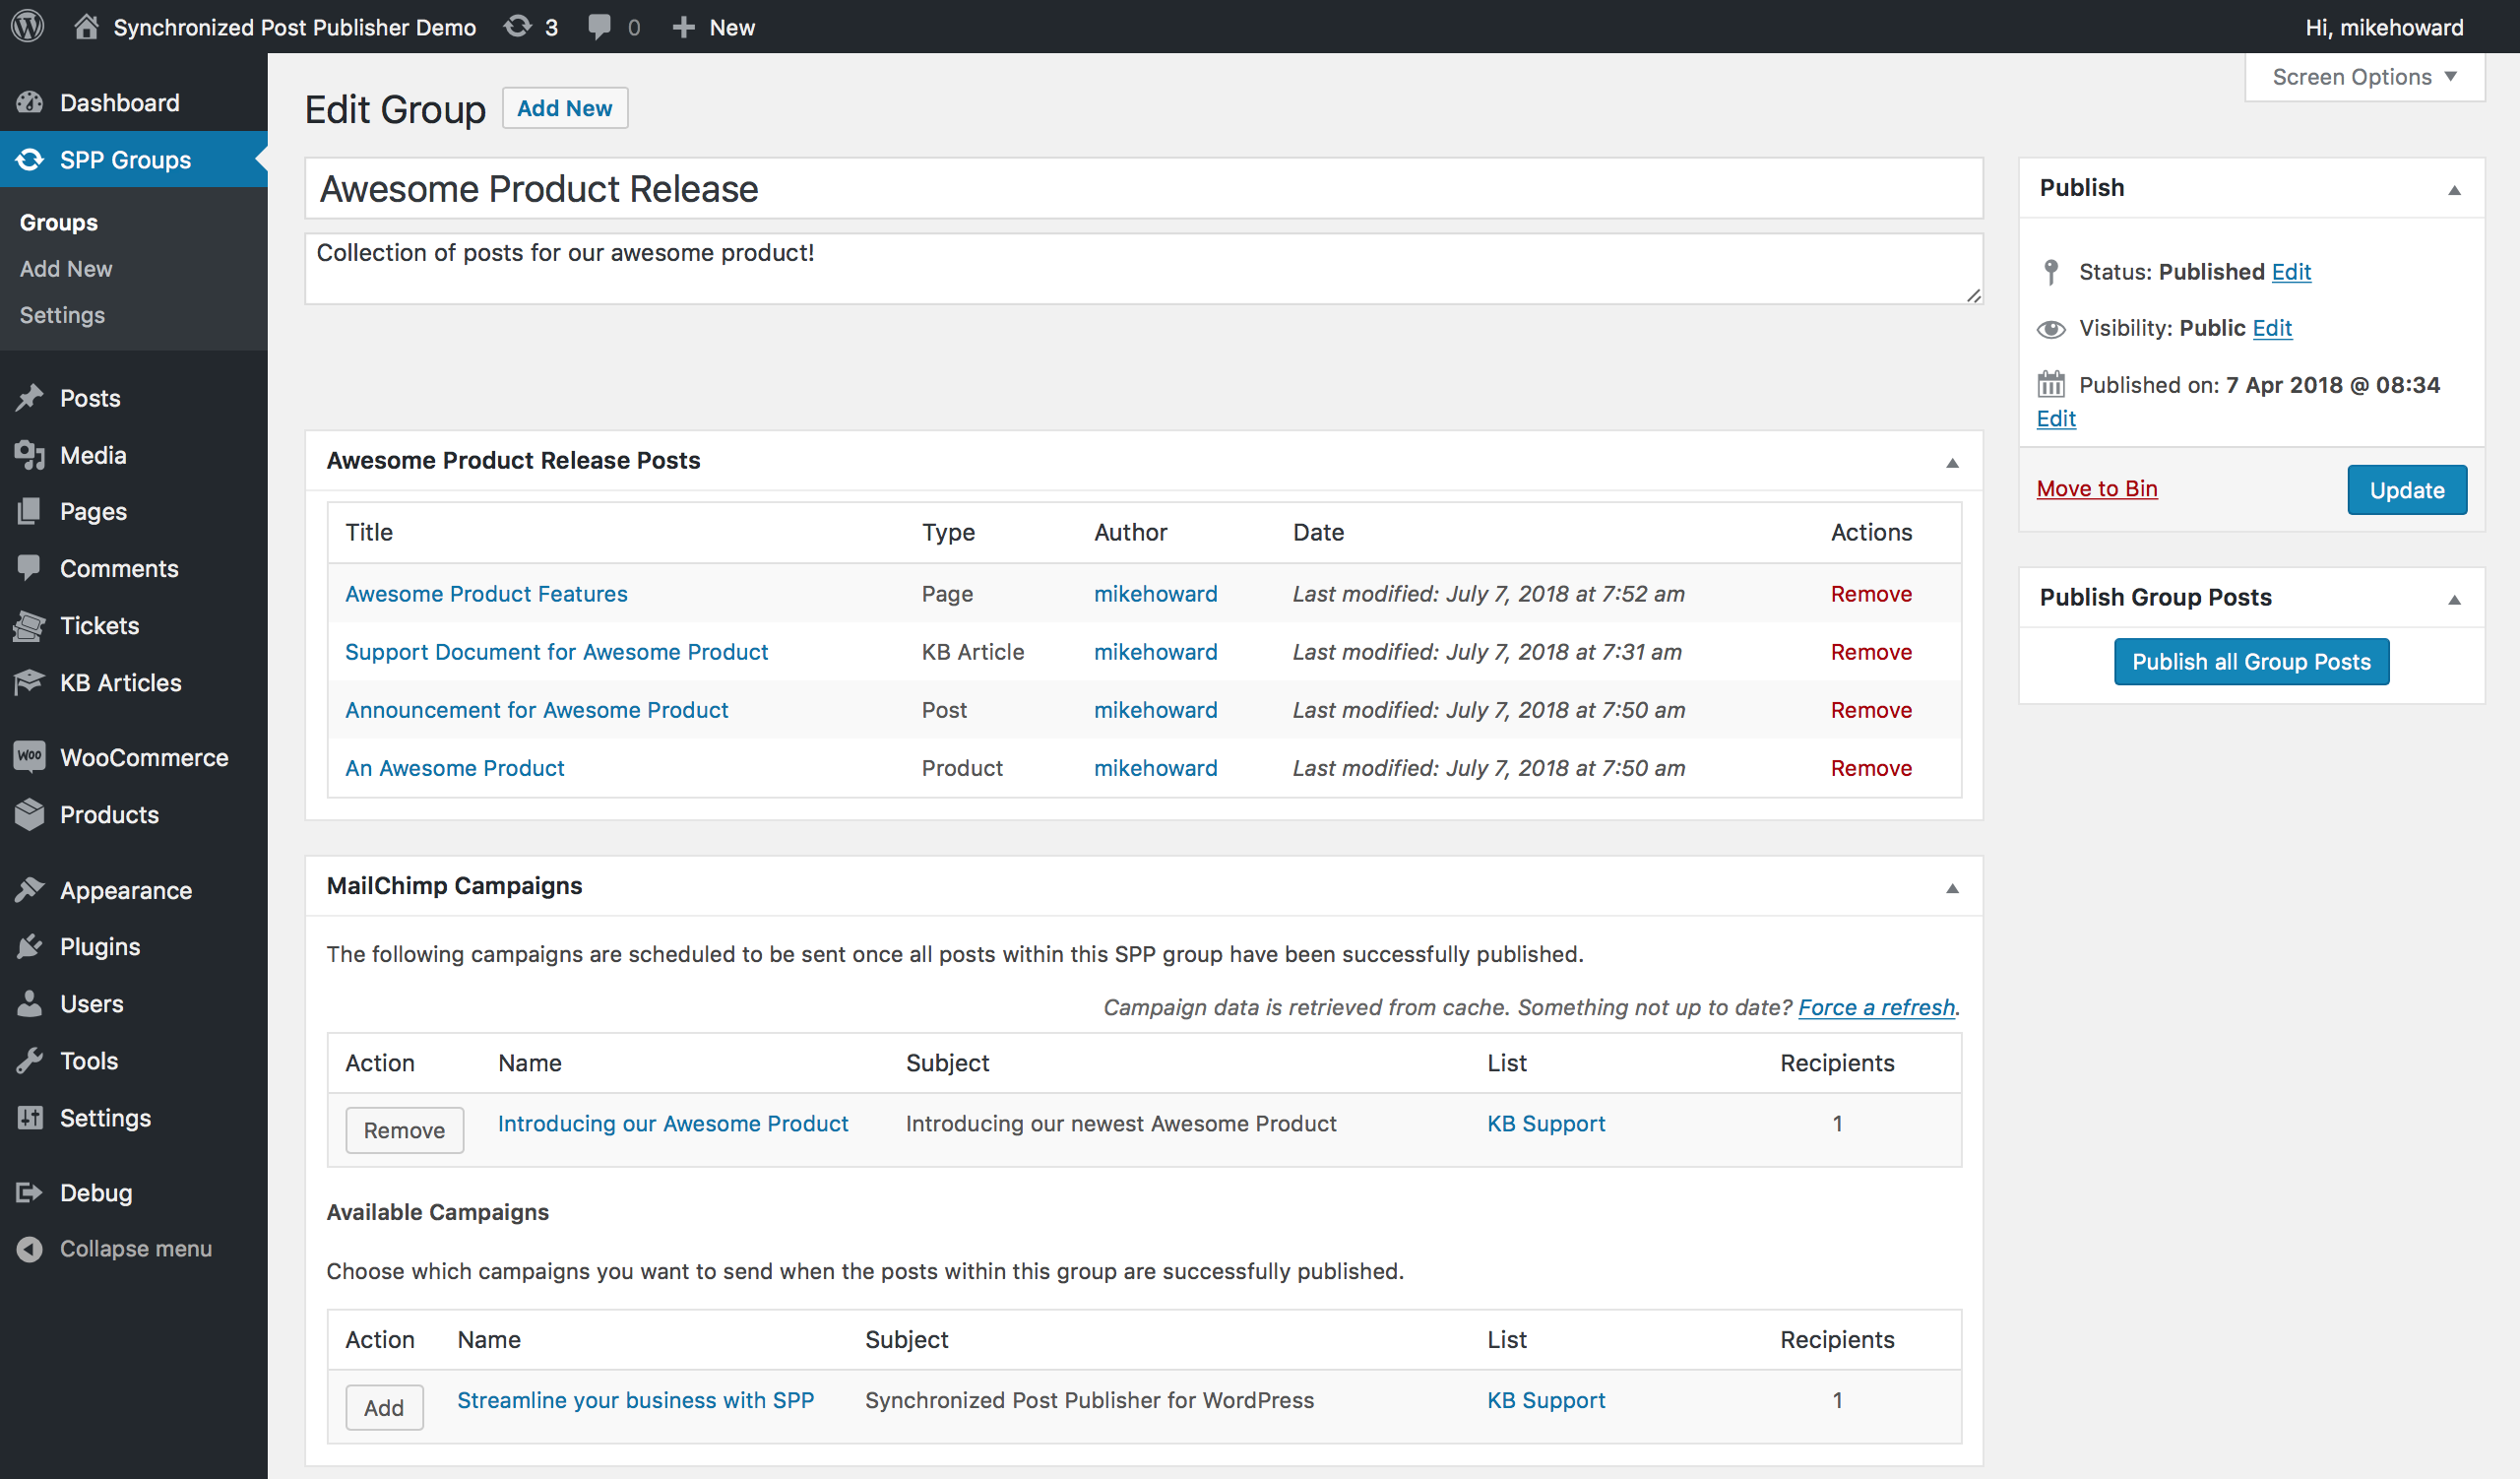 Synchronized Post Publisher Demo 3 0 New Hi, mikehoward
Screen Options
Dashboard
SPP Groups
Groups
Add New
Settings
Posts
Media
Pages
Comments
Tickets
KB Articles
Woo WooCommerce
Products
Appearance
Plugins
Users
Tools
Settings
Debug
Collapse menu
Edit Group Add New
Awesome Product Release
Collection of posts for our awesome product!
Awesome Product Release Posts
Title Type Author Date Actions
Awesome Product Features Page mikehoward Last modified: July 7, 2018 at 7:52 am Remove
Support Document for Awesome Product KB Article mikehoward Last modified: July 7, 2018 at 7:31 am Remove
Announcement for Awesome Product Post mikehoward Last modified: July 7, 2018 at 7:50 am Remove
An Awesome Product Product mikehoward Last modified: July 7, 2018 at 7:50 am Remove
MailChimp Campaigns
The following campaigns are scheduled to be sent once all posts within this SPP group have been successfully published.
Campaign data is retrieved from cache. Something not up to date? Force a refresh.
Action Name Subject List Recipients
Remove Introducing our Awesome Product Introducing our newest Awesome Product KB Support 1
Available Campaigns
Choose which campaigns you want to send when the posts within this group are successfully published.
Action Name Subject List Recipients
Add Streamline your business with SPP Synchronized Post Publisher for WordPress KB Support 1
Publish
Status: Published Edit
Visibility: Public Edit
Published on: 7 Apr 2018 @ 08:34
Edit
Move to Bin Update
Publish Group Posts
Publish all Group Posts